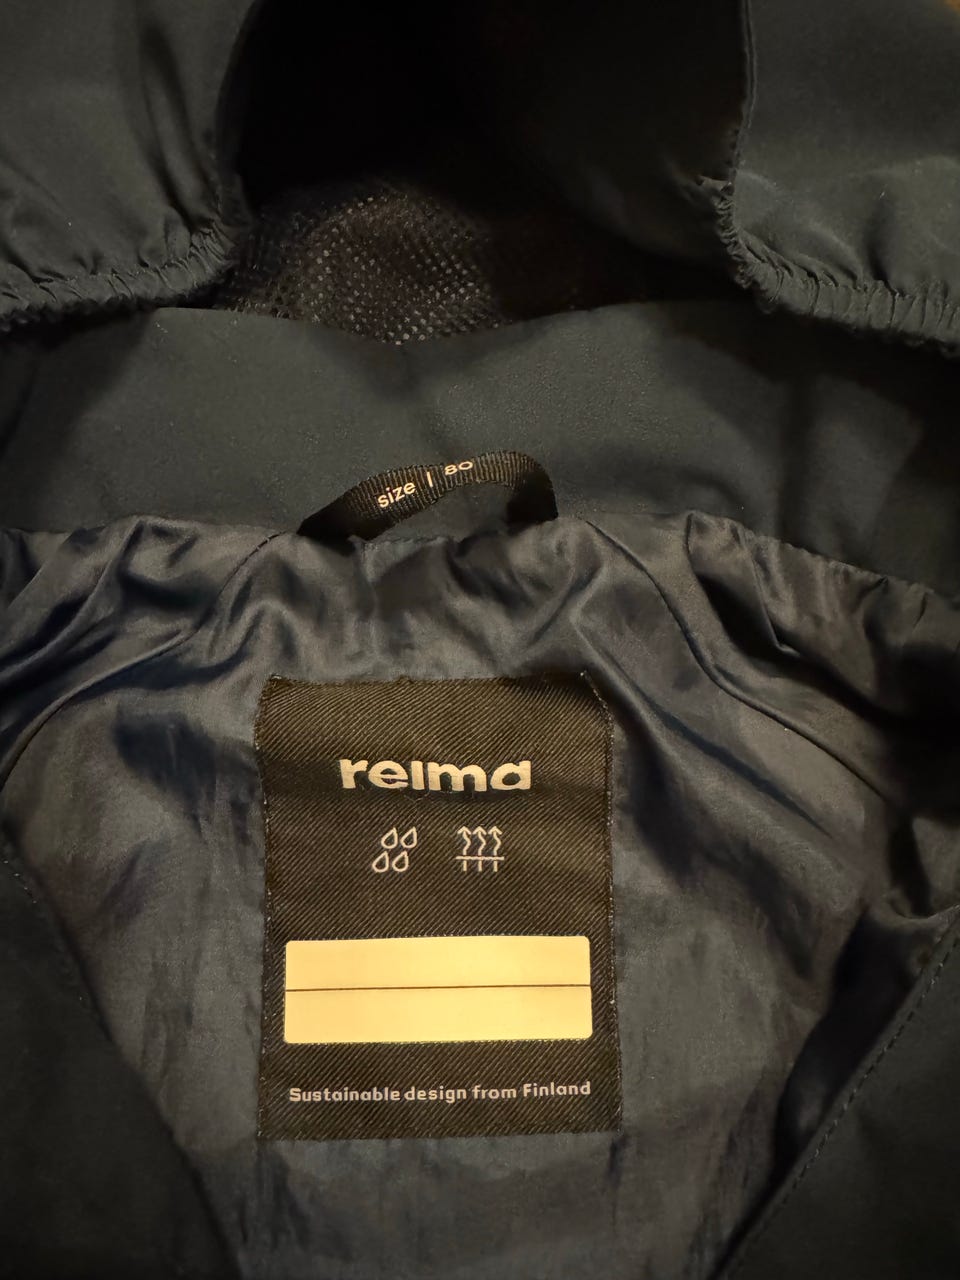 size | 80
reima
Sustainable design from Finland